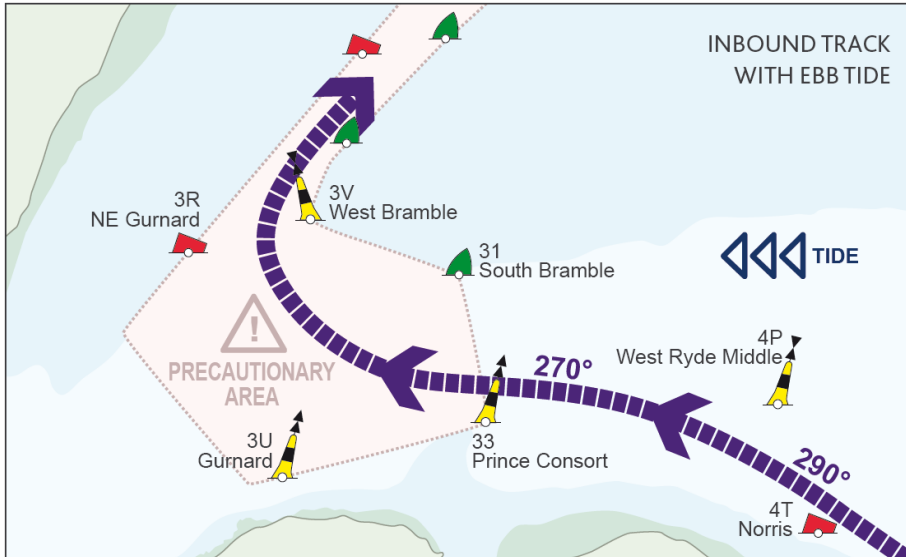 INBOUND TRACK
WITH EBB TIDE
3R
NE Gurnard
3V
West Bramble
31
South Bramble
TIDE
!
PRECAUTIONARY
AREA
4P
West Ryde Middle
270°
3U
Gurnard
33
Prince Consort
290°
4T
Norris